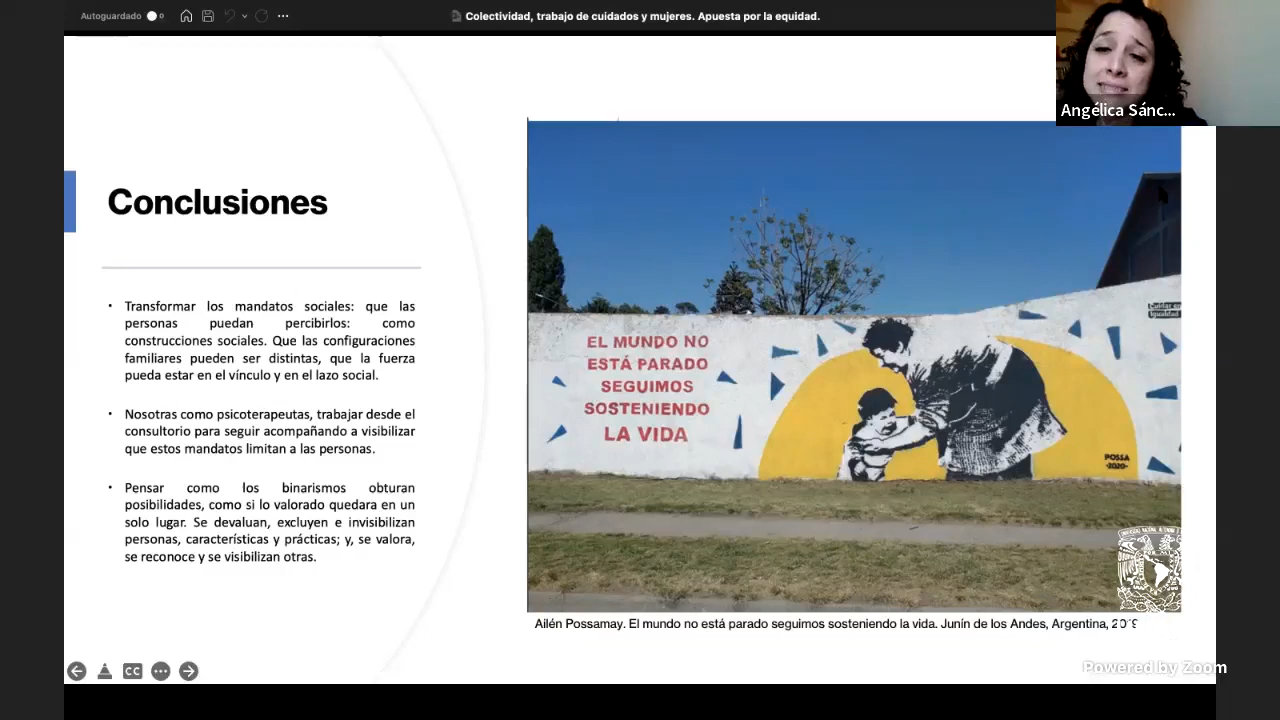 Autoguardado
Colectividad, trabajo de cuidados y mujeres. Apuesta por la equidad.
Angélica Sánc...
Conclusiones
• Transformar los mandatos sociales: que las
personas puedan percibirlos: como
construcciones sociales. Que las configuraciones
familiares pueden ser distintas, que la fuerza
pueda estar en el vínculo y en el lazo social.
• Nosotras como psicoterapeutas, trabajar desde el
consultorio para seguir acompañando a visibilizar
que estos mandatos limitan a las personas.
• Pensar como los binarismos obturan
posibilidades, como si lo valorado quedara en un
solo lugar. Se devaluan, excluyen e invisibilizan
personas, características y prácticas; y, se valora,
se reconoce y se visibilizan otras.
EL MUNDO NO
ESTÁ PARADO
SEGUIMOS
SOSTENIENDO
LA VIDA
POSSA
-2020-
Ailén Possamay. El mundo no está parado seguimos sosteniendo la vida. Junín de los Andes, Argentina,
CC
Powered by Zoom